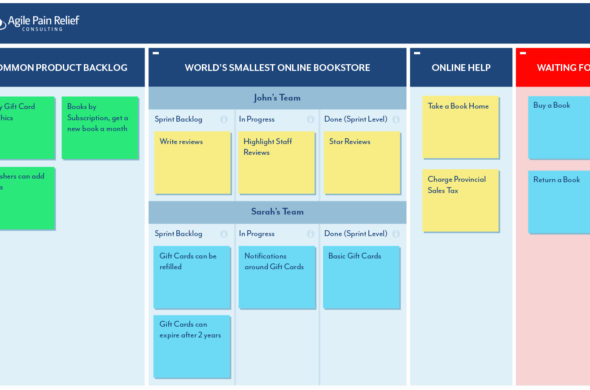 Agile Pain Relief
CONSULTING
OMMON PRODUCT BACKLOG
WORLD'S SMALLEST ONLINE BOOKSTORE
ONLINE HELP
WAITING FO
y Gift Card
hics
Books by
Subscription, get a
new book a month
shers can add
s
John's Team
Sprint Backlog
In Progress
Done (Sprint Level)
Write reviews
Highlight Staff
Reviews
Star Reviews
Sarah's Team
Sprint Backlog
In Progress
Done (Sprint Level)
Gift Cards can be
refilled
Notifications
around Gift Cards
Basic Gift Cards
Gift Cards can
expire after 2 years
Take a Book Home
Charge Provincial
Sales Tax
Buy a Book
Return a Book